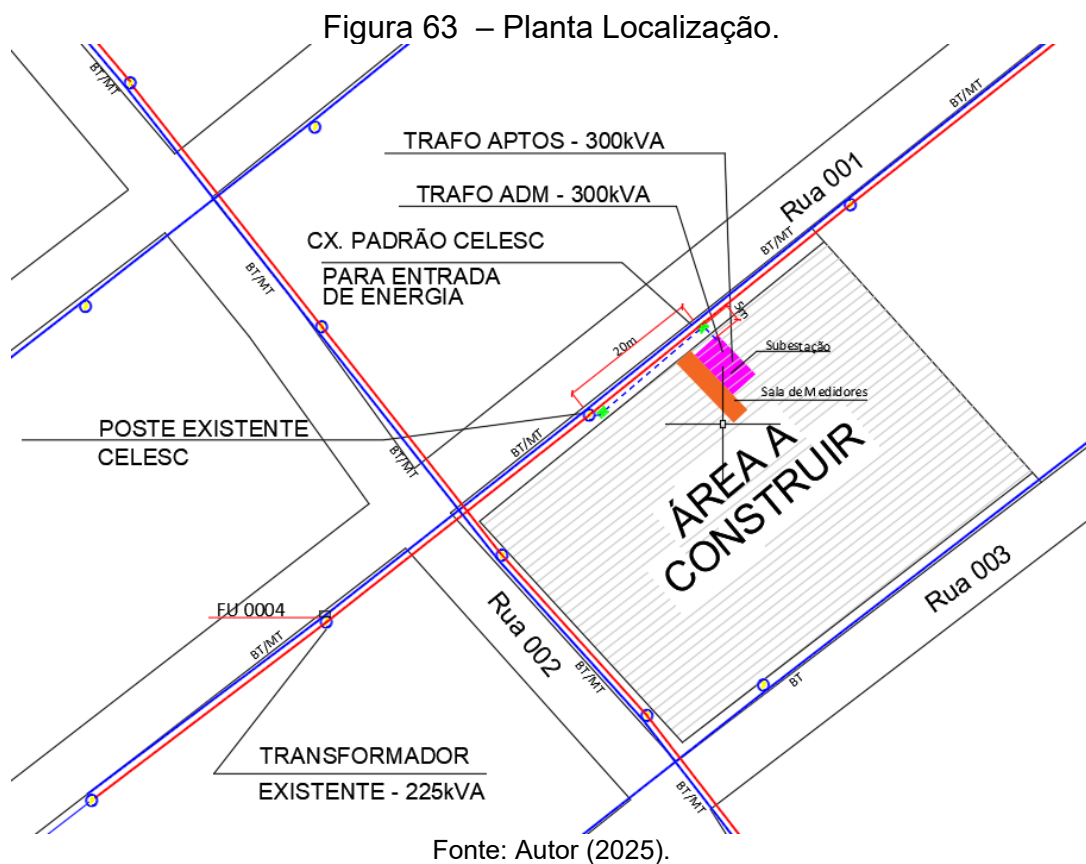 Figura 63 – Planta Localização.
BT/MT
BT/MT
TRAFO APTOS - 300kVA
TRAFO ADM - 300kVA
Rua 001
CX. PADRÃO CELESC
PARA ENTRADA
DE ENERGIA
BT/MT
BT/MT
5m
20m
Subestação
Sala de Medidores
POSTE EXISTENTE
CELESC
BT/MT
BT/MT
ÁREA A
CONSTRUIR
Rua 003
FU 0004
BT/MT
Rua 002
BT/MT
BT
TRANSFORMADOR
EXISTENTE - 225kVA
BT/MT
Fonte: Autor (2025).